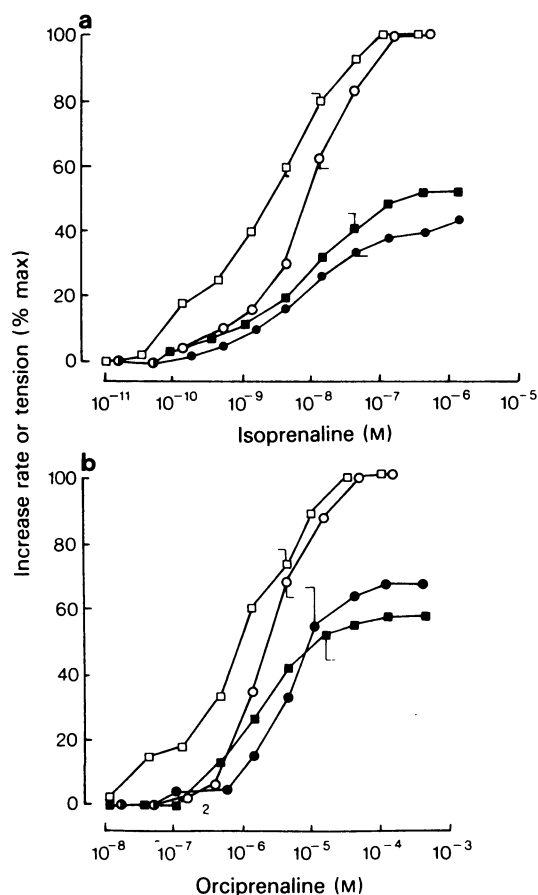 a
100
80
60
40
20
0
10⁻¹¹ 10⁻¹⁰ 10⁻⁹ 10⁻⁸ 10⁻⁷ 10⁻⁶ 10⁻⁵
Isoprenaline (M)
Increase rate or tension (% max)
b
100
80
60
40
20
0
2
10⁻⁸ 10⁻⁷ 10⁻⁶ 10⁻⁵ 10⁻⁴ 10⁻³
Orciprenaline (M)